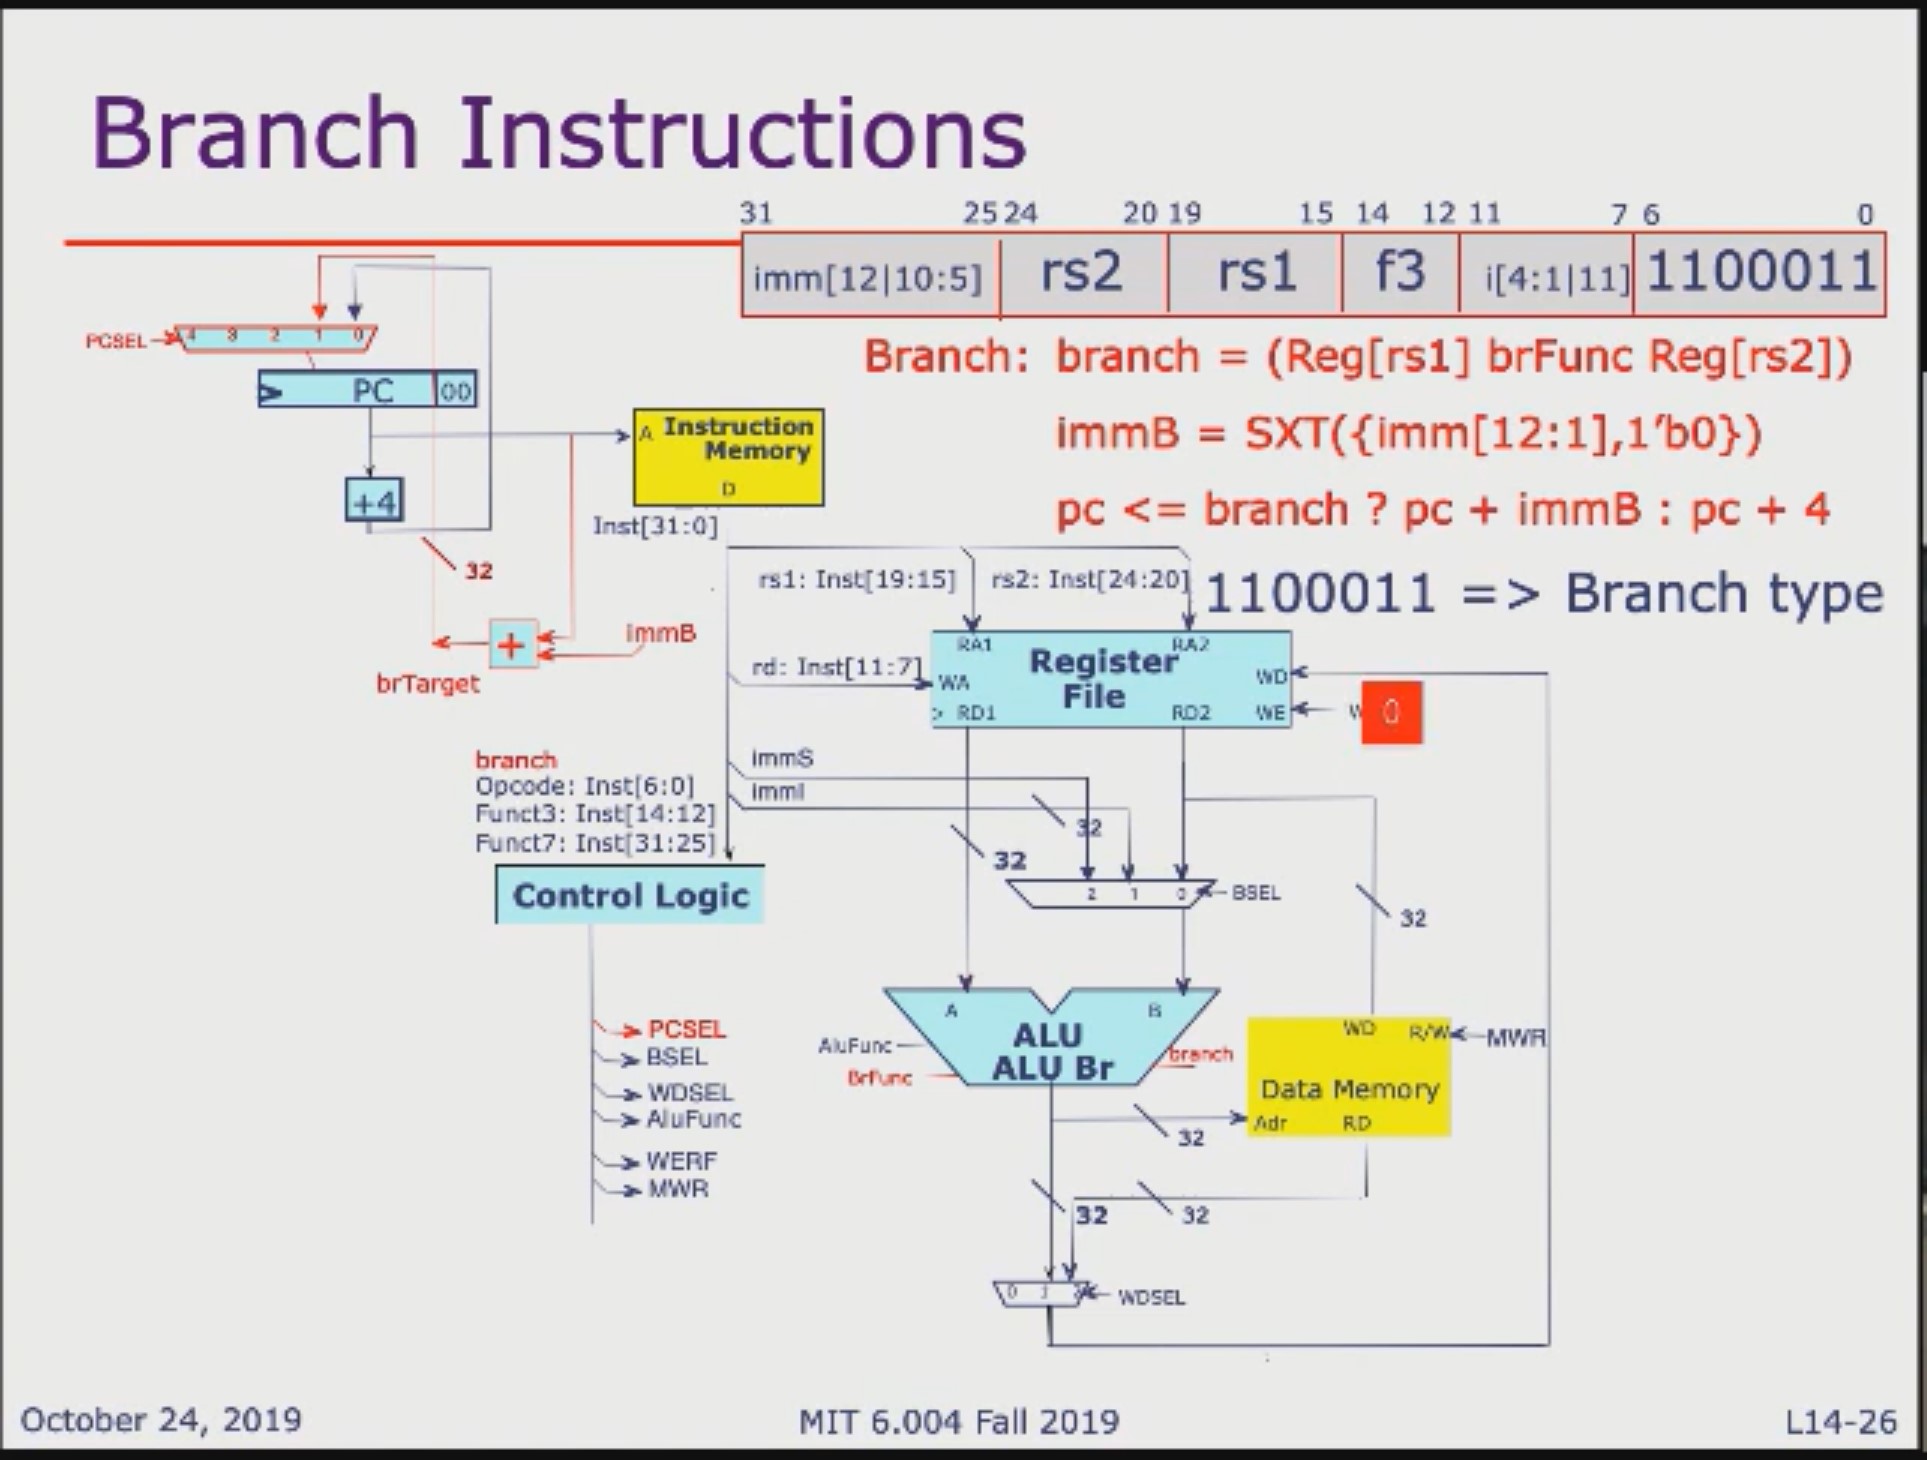 Branch Instructions
31 25 24 20 19 15 14 12 11 7 6 0
imm[12|10:5] rs2 rs1 f3 i[4:1|11] 1100011
Branch: branch = (Reg[rs1] brFunc Reg[rs2])
immB = SXT({imm[12:1],1'b0})
pc <= branch ? pc + immB : pc + 4
1100011 => Branch type
PCSEL
4 3 2 1 0
PC 00
+4
32
+
immB
brTarget
A Instruction
Memory
D
Inst[31:0]
rs1: Inst[19:15] rs2: Inst[24:20]
RA1 RA2
Register
File
rd: Inst[11:7]
WA
WD
> RD1 RD2 WE
W 0
branch
Opcode: Inst[6:0]
Funct3: Inst[14:12]
Funct7: Inst[31:25]
Control Logic
immS
immI
32
32
2 1 0
BSEL
32
PCSEL
BSEL
WDSEL
AluFunc
WERF
MWR
A B
ALU
ALU Br
AluFunc
BrFunc
branch
WD R/W
MWR
Data Memory
Adr RD
32
32
32
0 1
WDSEL
October 24, 2019
MIT 6.004 Fall 2019
L14-26